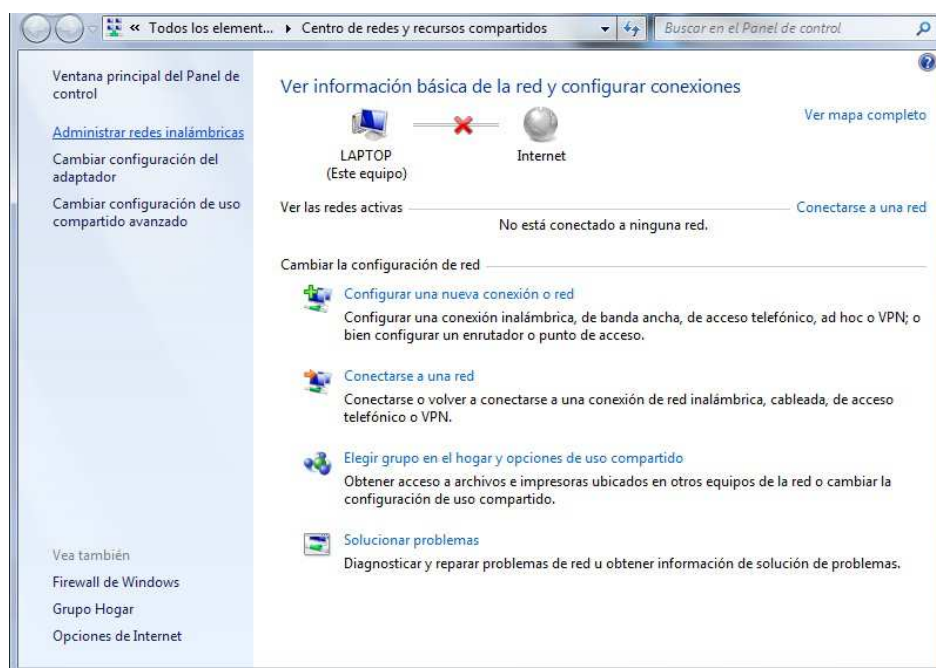 « Todos los element... ▸ Centro de redes y recursos compartidos
Buscar en el Panel de control
Ventana principal del Panel de
control
Administrar redes inalámbricas
Cambiar configuración del
adaptador
Cambiar configuración de uso
compartido avanzado
Ver información básica de la red y configurar conexiones
Ver mapa completo
LAPTOP
(Este equipo)
Internet
Ver las redes activas
Conectarse a una red
No está conectado a ninguna red.
Cambiar la configuración de red
Configurar una nueva conexión o red
Configurar una conexión inalámbrica, de banda ancha, de acceso telefónico, ad hoc o VPN; o
bien configurar un enrutador o punto de acceso.
Conectarse a una red
Conectarse o volver a conectarse a una conexión de red inalámbrica, cableada, de acceso
telefónico o VPN.
Elegir grupo en el hogar y opciones de uso compartido
Obtener acceso a archivos e impresoras ubicados en otros equipos de la red o cambiar la
configuración de uso compartido.
Solucionar problemas
Diagnosticar y reparar problemas de red u obtener información de solución de problemas.
Vea también
Firewall de Windows
Grupo Hogar
Opciones de Internet